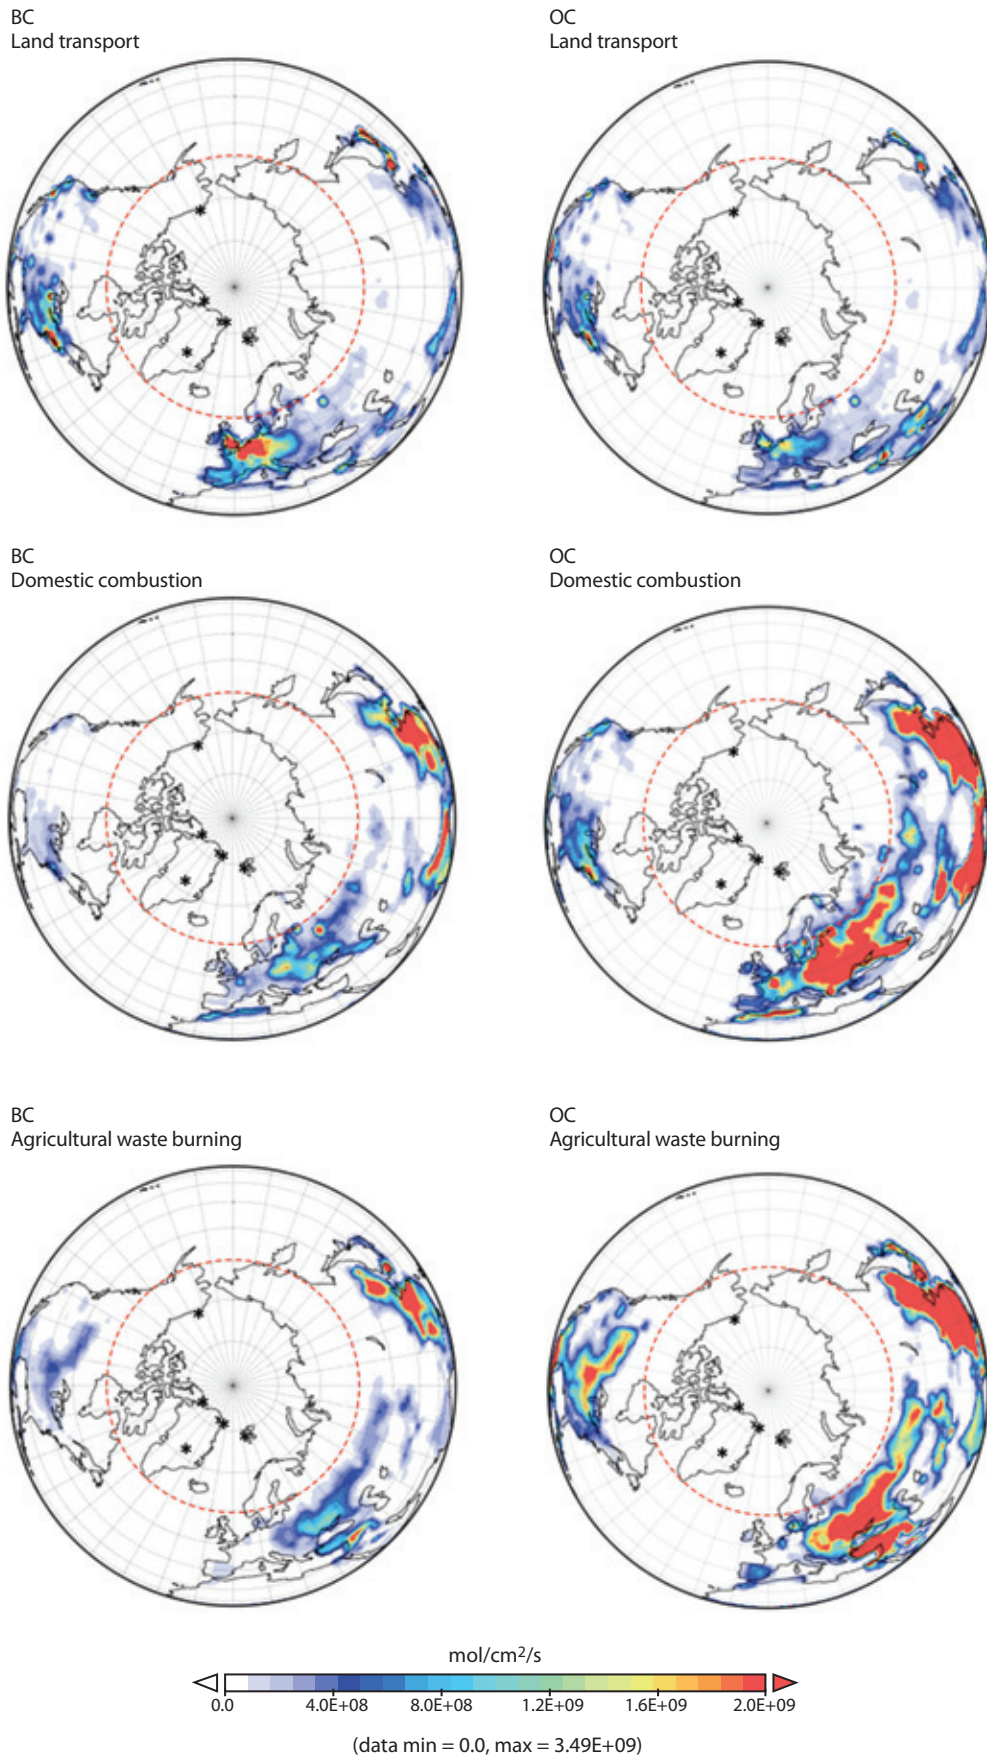 BC
Land transport
OC
Land transport
BC
Domestic combustion
OC
Domestic combustion
BC
Agricultural waste burning
OC
Agricultural waste burning
mol/cm²/s
0.0 4.0E+08 8.0E+08 1.2E+09 1.6E+09 2.0E+09
(data min = 0.0, max = 3.49E+09)